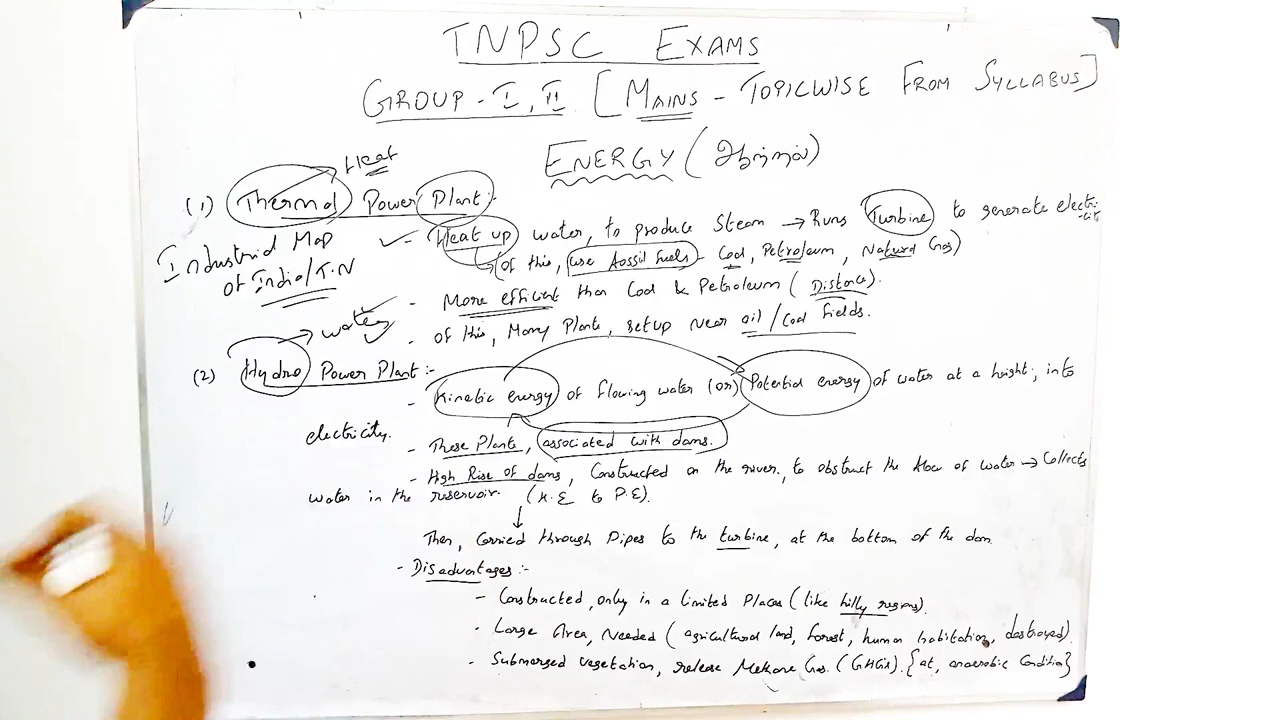 TNPSC EXAMS
GROUP - I, II [MAINS - TOPICWISE FROM SYLLABUS]
ENERGY (ஆற்றல்)
Heat
(1) Thermal Power Plant:-
Industrial Map of India/T.N
- Heat up water, to produce Steam → Runs Turbine to generate electri-
[of this, use fossil fuels - Coal, Petroleum, Natural Gas)
- More efficient than Coal & Petroleum (Distance).
- of this, Many Plants, setup near oil/Coal Fields.
water
(2) Hydro Power Plant:-
- Kinetic energy of flowing water (or) Potential energy of water at a height, into
electricity.
- These Plants, associated with dams.
- High Rise of dams, Constructed on the river, to obstruct the flow of water → Collects
water in the reservoir. (K.E to P.E).
Then, Carried through Pipes to the turbine, at the bottom of the dam
- Disadvantages:-
- Constructed, only in a limited Places (like hilly regions).
- Large Area, Needed (agricultural land, forest, human habitation, destroyed).
- Submerged vegetation, release Methane Gas. (GHGs). {at, anaerobic Condition}